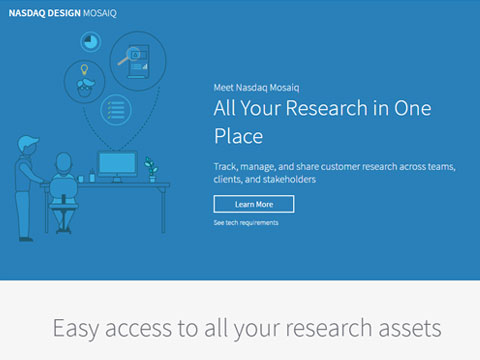 NASDAQ DESIGN MOSAIQ
Meet Nasdaq Mosaiq
All Your Research in One
Place
Track, manage, and share customer research across teams,
clients, and stakeholders
Learn More
See tech requirements
Easy access to all your research assets